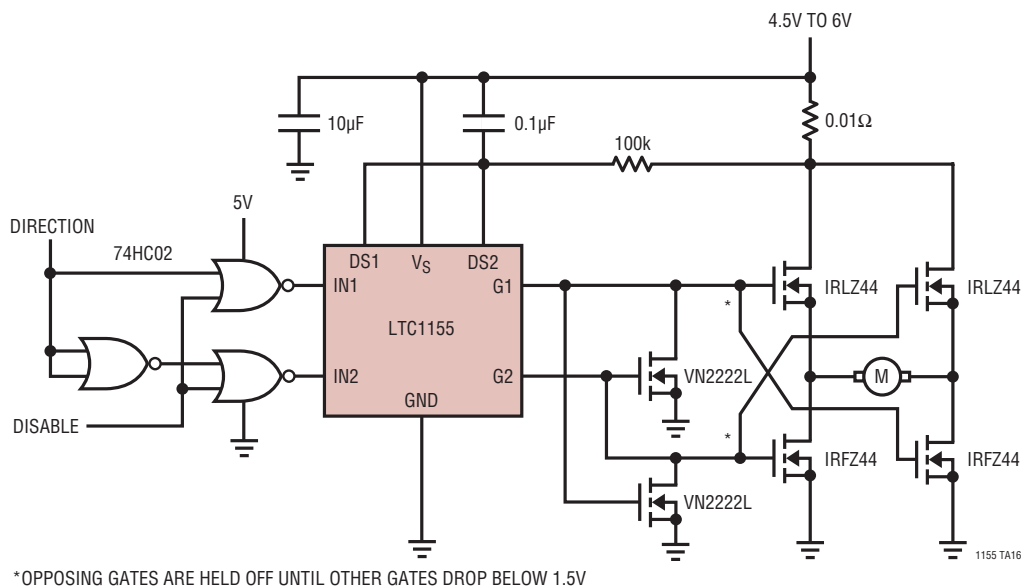 4.5V TO 6V
10µF
0.1µF
0.01Ω
100k
5V
DIRECTION
74HC02
DS1
VS
DS2
IN1
G1
IRLZ44
IRLZ44
*
LTC1155
M
IN2
G2
VN2222L
GND
DISABLE
*
IRFZ44
IRFZ44
VN2222L
1155 TA16
*OPPOSING GATES ARE HELD OFF UNTIL OTHER GATES DROP BELOW 1.5V